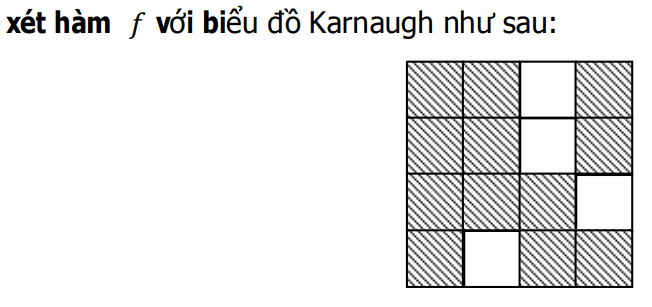 xét hàm f với biểu đồ Karnaugh như sau: